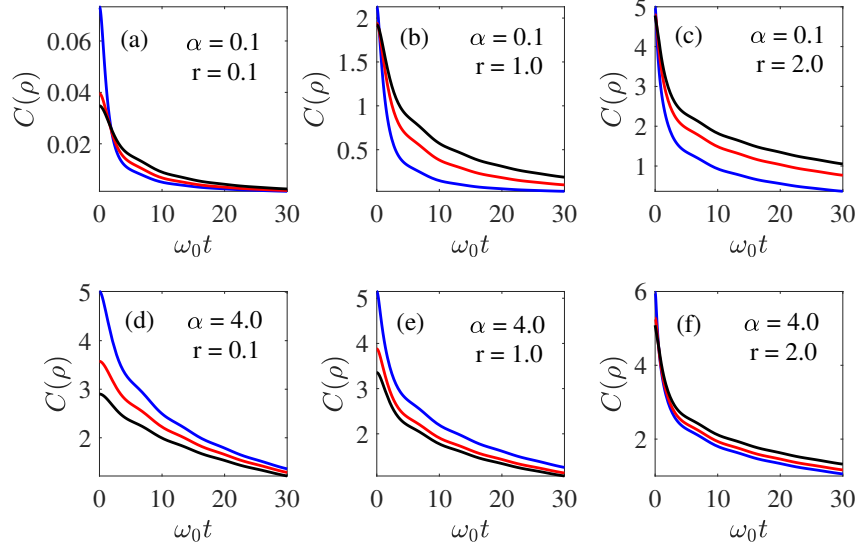 (a)
α = 0.1
r = 0.1
C(ρ)
0.06
0.04
0.02
0 10 20 30
ω₀t
(b)
α = 0.1
r = 1.0
C(ρ)
2
1.5
1
0.5
0 10 20 30
ω₀t
(c)
α = 0.1
r = 2.0
C(ρ)
5
4
3
2
1
0 10 20 30
ω₀t
(d)
α = 4.0
r = 0.1
C(ρ)
5
4
3
2
0 10 20 30
ω₀t
(e)
α = 4.0
r = 1.0
C(ρ)
5
4
3
2
0 10 20 30
ω₀t
(f)
α = 4.0
r = 2.0
C(ρ)
6
4
2
0 10 20 30
ω₀t